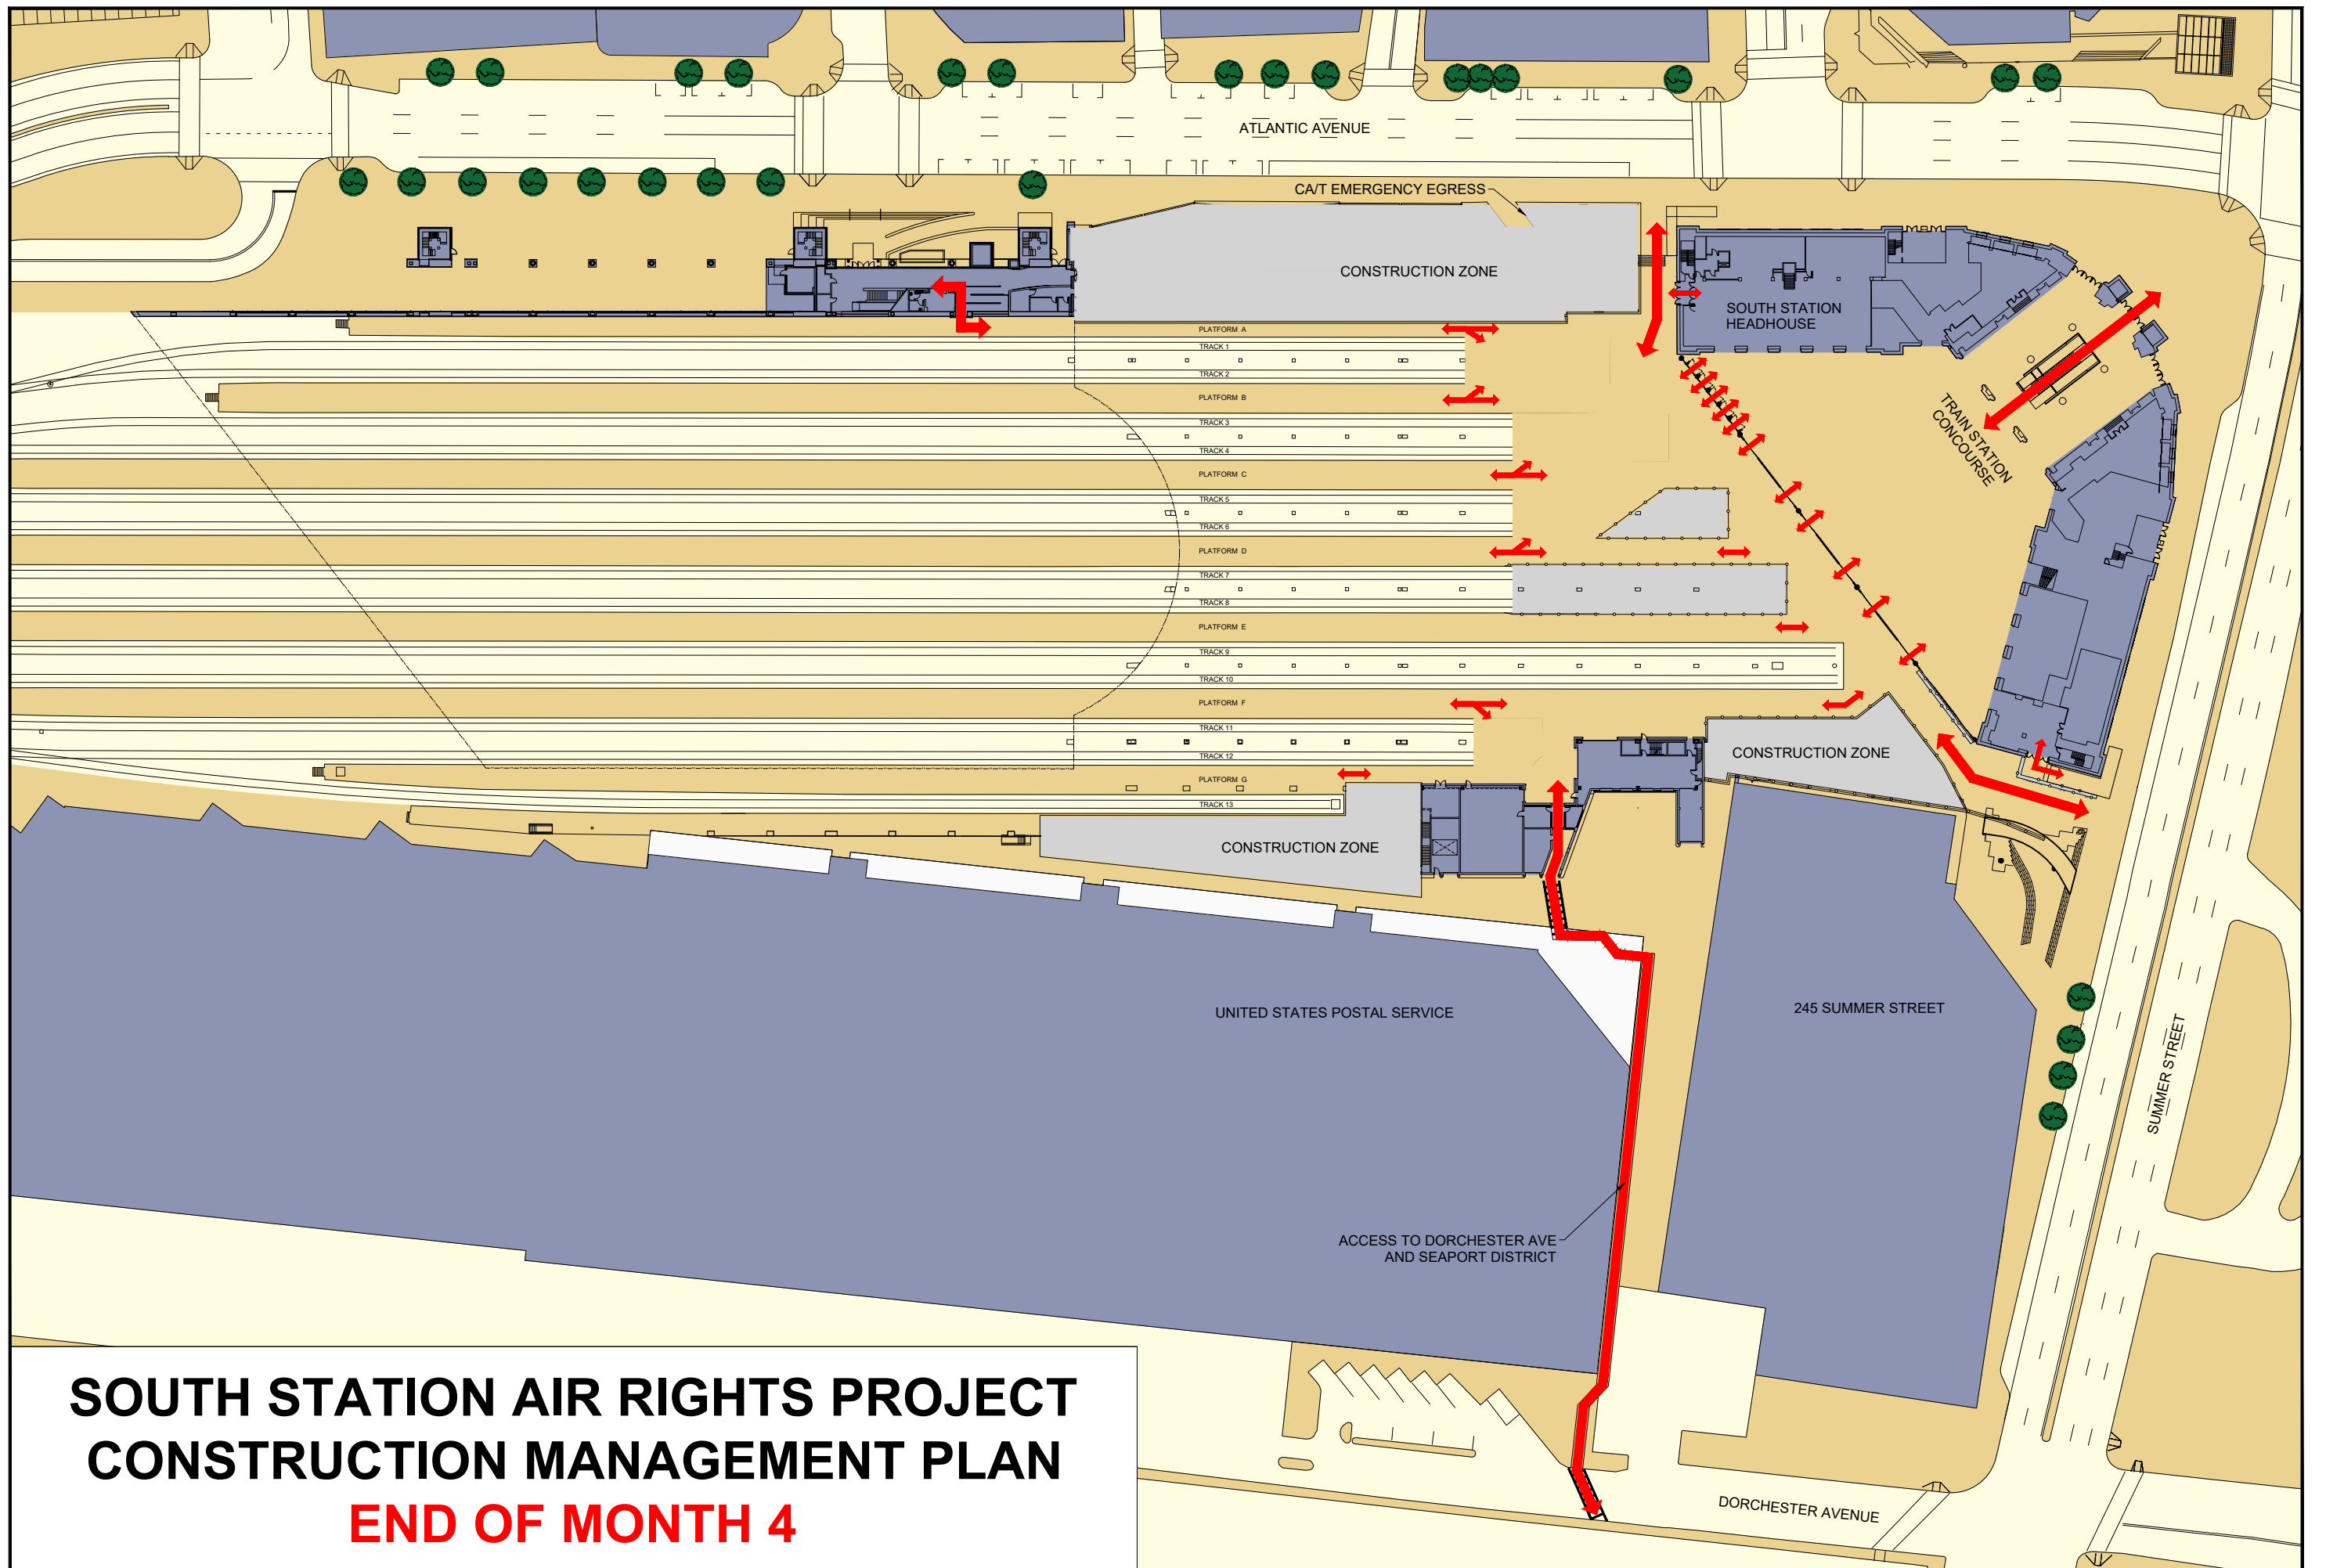 ATLANTIC AVENUE
CA/T EMERGENCY EGRESS
CONSTRUCTION ZONE
SOUTH STATION
HEADHOUSE
TRAIN STATION
CONCOURSE
PLATFORM A
TRACK 1
TRACK 2
PLATFORM B
TRACK 3
TRACK 4
PLATFORM C
TRACK 5
TRACK 6
PLATFORM D
TRACK 7
TRACK 8
PLATFORM E
TRACK 9
TRACK 10
PLATFORM F
TRACK 11
TRACK 12
PLATFORM G
TRACK 13
CONSTRUCTION ZONE
CONSTRUCTION ZONE
UNITED STATES POSTAL SERVICE
245 SUMMER STREET
SUMMER STREET
ACCESS TO DORCHESTER AVE
AND SEAPORT DISTRICT
DORCHESTER AVENUE
SOUTH STATION AIR RIGHTS PROJECT
CONSTRUCTION MANAGEMENT PLAN
END OF MONTH 4